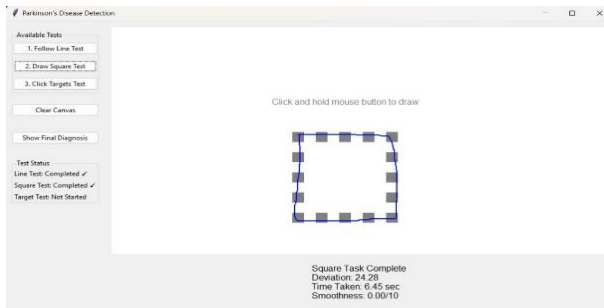 Parkinson's Disease Detection
Available Tests
1. Follow Line Test
2. Draw Square Test
3. Click Targets Test
Clear Canvas
Show Final Diagnosis
Test Status
Line Test: Completed ✓
Square Test: Completed ✓
Target Test: Not Started
Click and hold mouse button to draw
Square Task Complete
Deviation: 24.28
Time Taken: 6.45 sec
Smoothness: 0.00/10